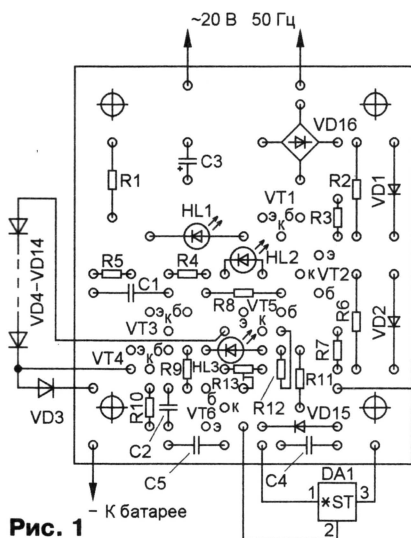 ~20 В 50 Гц
VD16
R1
C3
R2
VD1
VT1
R3
э к б
HL1
HL2
э
к VT2
б
R5
R4
C1
R8
VT5
VD4–VD14
э к б
э к б
б
R6
VD2
VT3
VT4
э к б
R9
HL3
R13
R7
R12
R11
VD3
R10
б
к
э
VT6
C2
VD15
C5
C4
DA1
1 ✶ST 3
2
– К батарее
Рис. 1